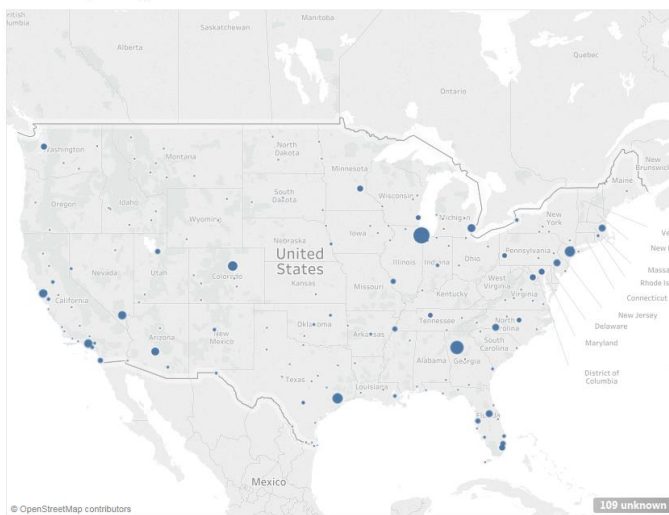 British
Columbia
Alberta
Saskatchewan
Manitoba
Ontario
Quebec
New
Brunswick
Maine
Washington
Montana
North
Dakota
Minnesota
Wisconsin
Michigan
New
York
Oregon
Idaho
Wyoming
South
Dakota
Iowa
Nebraska
Pennsylvania
Nevada
Utah
Colorado
United
States
Kansas
Missouri
Illinois
Indiana
Ohio
West
Virginia
Virginia
Kentucky
California
Arizona
New
Mexico
Oklahoma
Arkansas
Tennessee
North
Carolina
South
Carolina
Alabama
Georgia
Texas
Louisiana
Florida
Mexico
Ve
New
Massa
Rhode Is
Connecticut
New Jersey
Delaware
Maryland
District of
Columbia
© OpenStreetMap contributors
109 unknown